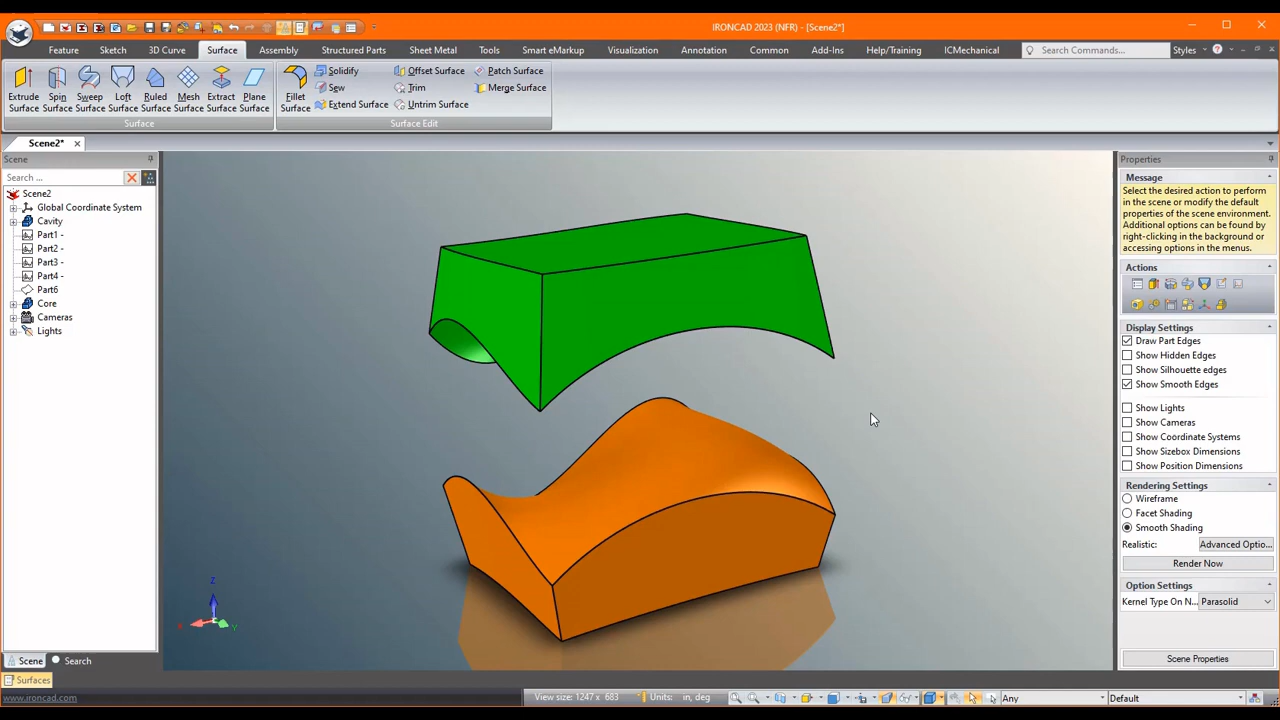 IRONCAD 2023 (NFR) - [Scene2*]
Feature Sketch 3D Curve Surface Assembly Structured Parts Sheet Metal Tools Smart eMarkup Visualization Annotation Common Add-Ins Help/Training ICMechanical Search Commands... Styles
Extrude Surface
Spin Surface
Sweep Surface
Loft Surface
Ruled Surface
Mesh Surface
Extract Surface
Plane Surface
Surface
Fillet Surface
Solidify
Sew
Extend Surface
Offset Surface
Trim
Untrim Surface
Patch Surface
Merge Surface
Surface Edit
Scene2*
Scene
Search ...
Scene2
Global Coordinate System
Cavity
Part1 -
Part2 -
Part3 -
Part4 -
Part6
Core
Cameras
Lights
Scene Search
Surfaces
www.ironcad.com
Z
X
Y
Properties
Message
Select the desired action to perform
in the scene or modify the default
properties of the scene environment.
Additional options can be found by
right-clicking in the background or
accessing options in the menus.
Actions
Display Settings
Draw Part Edges
Show Hidden Edges
Show Silhouette edges
Show Smooth Edges
Show Lights
Show Cameras
Show Coordinate Systems
Show Sizebox Dimensions
Show Position Dimensions
Rendering Settings
Wireframe
Facet Shading
Smooth Shading
Realistic: Advanced Optio...
Render Now
Option Settings
Kernel Type On N... Parasolid
Scene Properties
View size: 1247 x 683 Units: in, deg Any Default